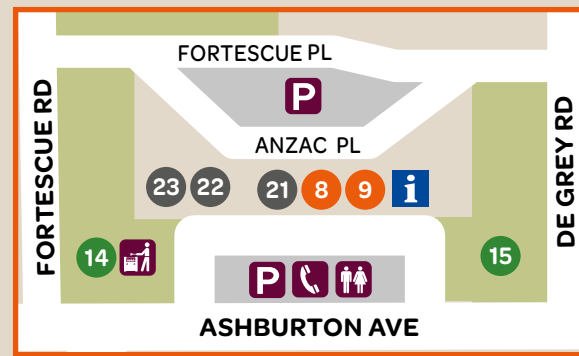 FORTESCUE PL
P
ANZAC PL
FORTESCUE RD
DE GREY RD
23 22 21 8 9 i
14
15
P
ASHBURTON AVE